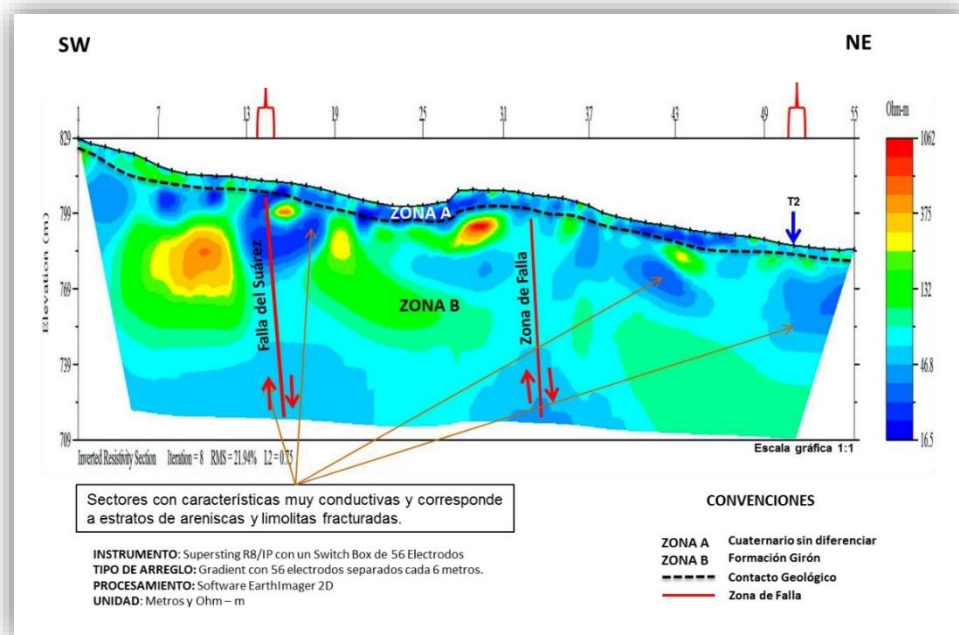 SW
NE
1 7 13 19 25 31 37 43 49 55
Ohm-m
829
799
769
739
709
Elevation (m)
1062
375
132
46.8
16.5
T2
ZONA A
ZONA B
Falla del Suárez
Zona de Falla
Escala gráfica 1:1
Inverted Resistivity Section Iteration = 8 RMS = 21.94% L2 = 0.75
Sectores con características muy conductivas y corresponde
a estratos de areniscas y limolitas fracturadas.
INSTRUMENTO: Supersting R8/IP con un Switch Box de 56 Electrodos
TIPO DE ARREGLO: Gradient con 56 electrodos separados cada 6 metros.
PROCESAMIENTO: Software EarthImager 2D
UNIDAD: Metros y Ohm – m
CONVENCIONES
ZONA A Cuaternario sin diferenciar
ZONA B Formación Girón
Contacto Geológico
Zona de Falla